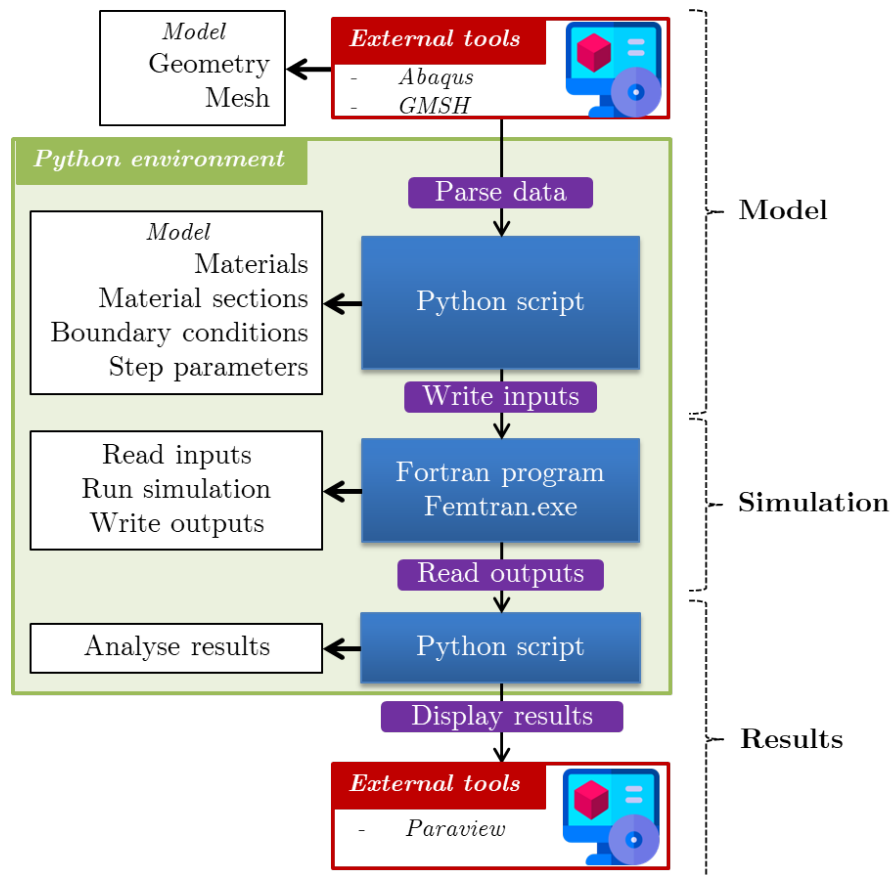 Model
Geometry
Mesh
External tools
- Abaqus
- GMSH
Python environment
Parse data
Model
Model
Materials
Material sections
Boundary conditions
Step parameters
Python script
Write inputs
Read inputs
Run simulation
Write outputs
Fortran program
Femtran.exe
Simulation
Read outputs
Analyse results
Python script
Display results
Results
External tools
- Paraview